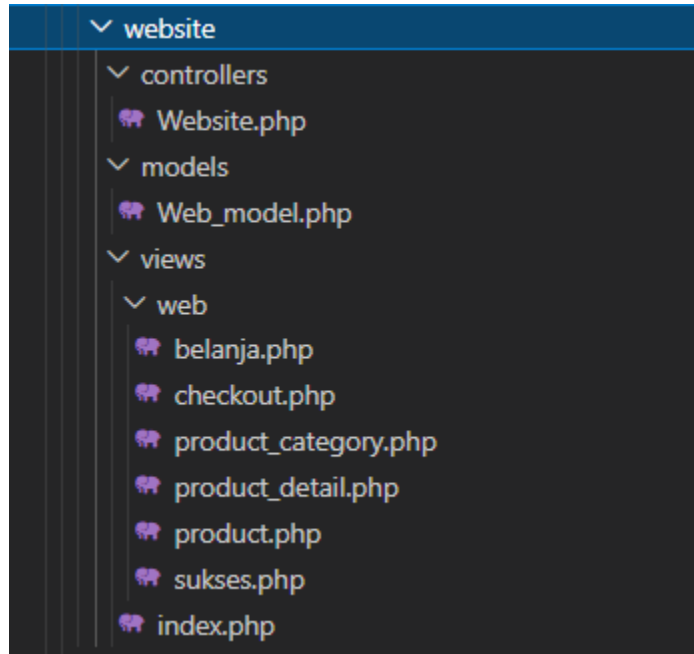 website
controllers
Website.php
models
Web_model.php
views
web
belanja.php
checkout.php
product_category.php
product_detail.php
product.php
sukses.php
index.php